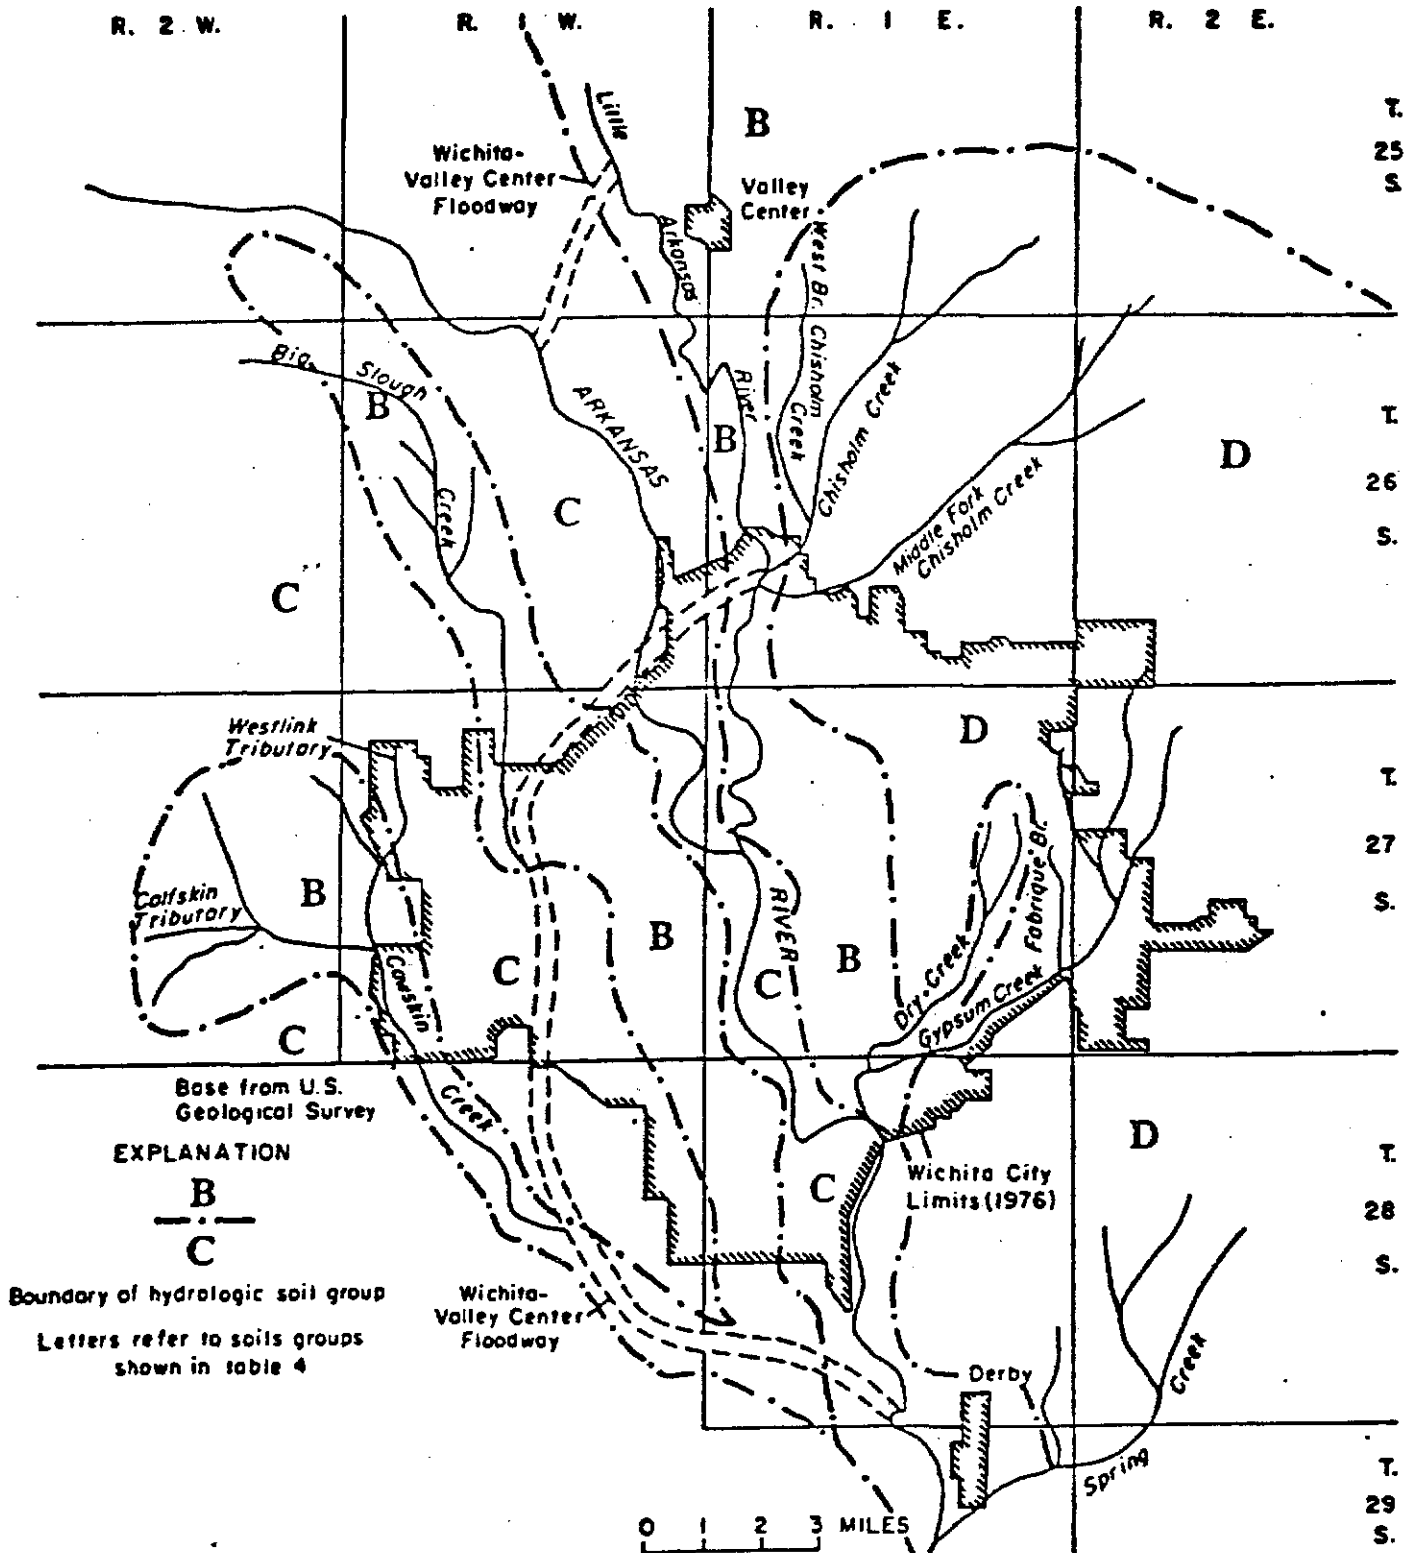 R. 2 W.
R. 1 W.
R. 1 E.
R. 2 E.
T.
25
S.
B
Little
Wichita-
Valley Center
Floodway
Valley
Center
Arkansas
West Br. Chisholm
Creek
River
Big
Slough
Creek
B
ARKANSAS
B
Chisholm Creek
Middle Fork
Chisholm Creek
D
T.
26
S.
C
C
Westlink
Tributary
D
T.
27
S.
Calfskin
Tributary
B
Cowskin
Creek
C
C
B
RIVER
C
B
Dry Creek
Gypsum Creek
Fabrique Br.
Base from U.S.
Geological Survey
EXPLANATION
B
C
Boundary of hydrologic soil group
Letters refer to soils groups
shown in table 4
Wichita-
Valley Center
Floodway
C
Wichita City
Limits (1976)
D
T.
28
S.
Derby
Spring
Creek
T.
29
S.
0 1 2 3 MILES